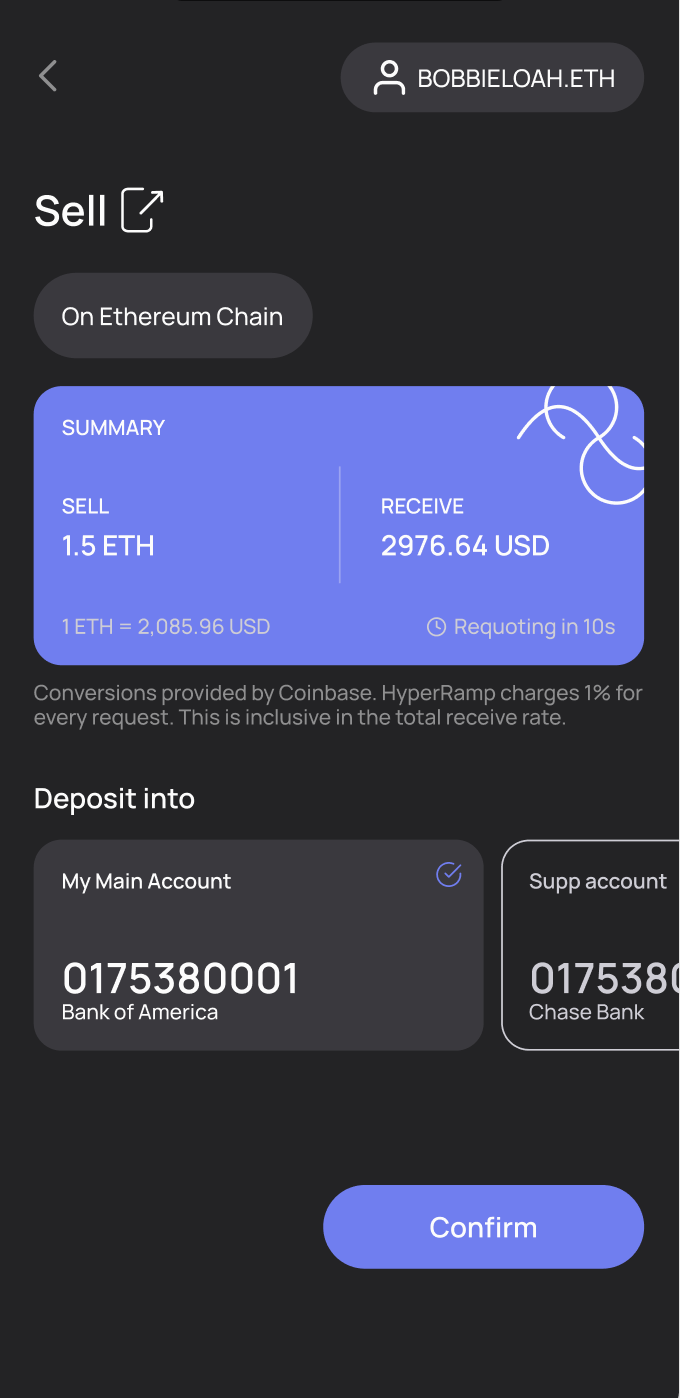 BOBBIELOAH.ETH
Sell
On Ethereum Chain
SUMMARY
SELL
1.5 ETH
RECEIVE
2976.64 USD
1 ETH = 2,085.96 USD
Requoting in 10s
Conversions provided by Coinbase. HyperRamp charges 1% for
every request. This is inclusive in the total receive rate.
Deposit into
My Main Account
0175380001
Bank of America
Supp account
017538
Chase Bank
Confirm